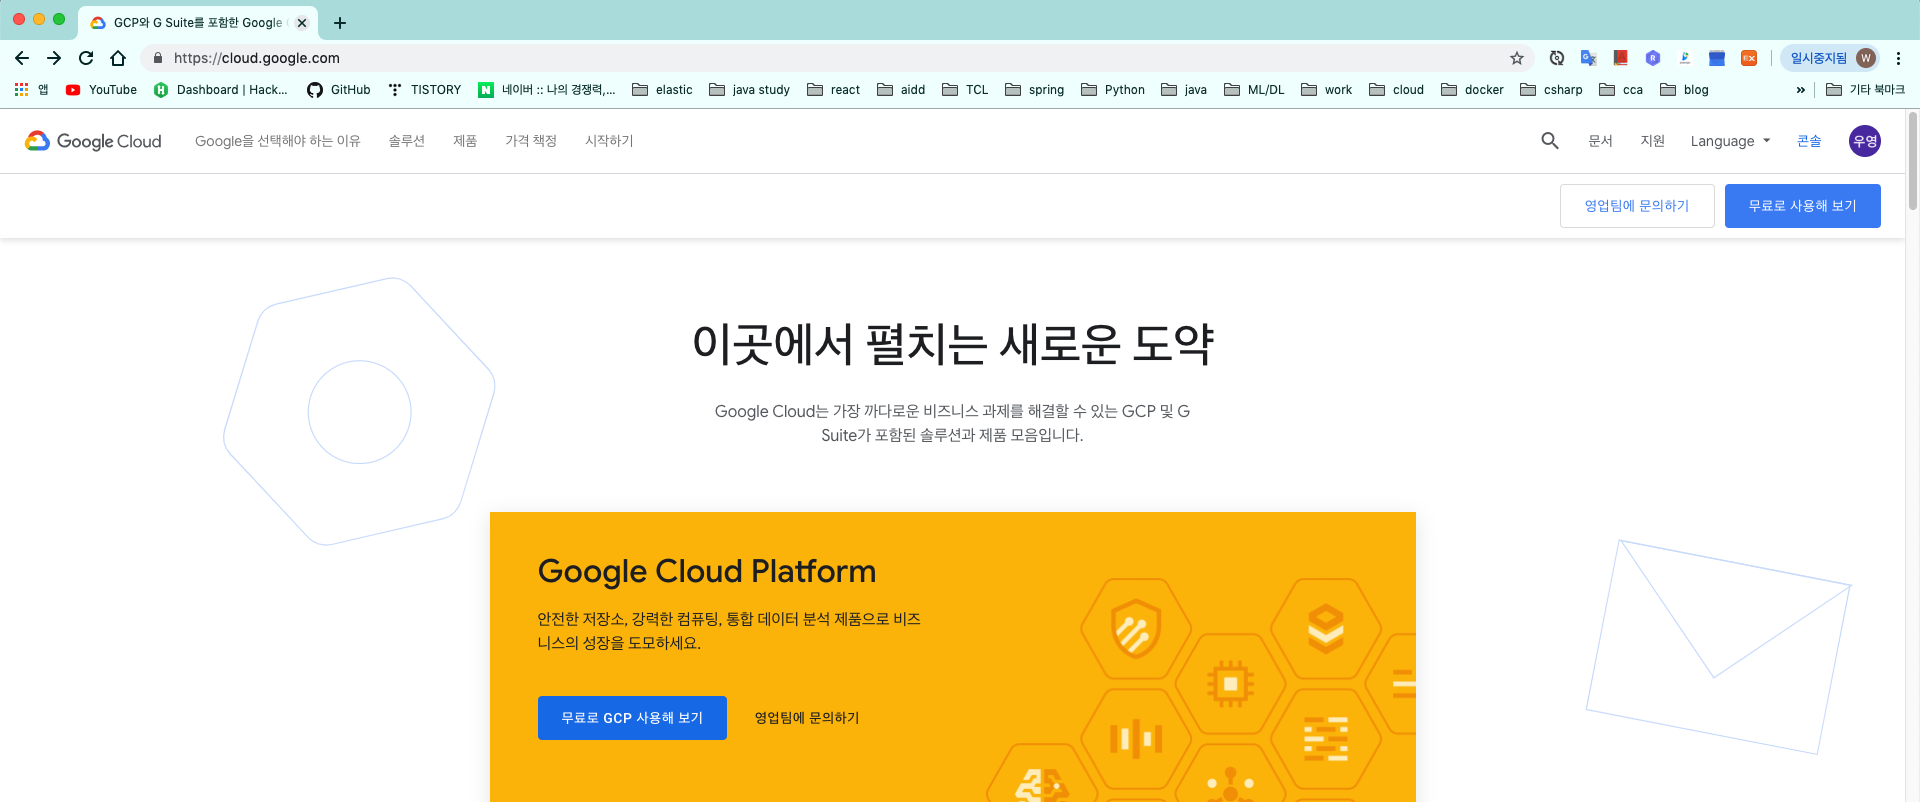 GCP와 G Suite를 포함한 Google
https://cloud.google.com
일시중지됨 W
앱 YouTube Dashboard | Hack... GitHub TISTORY 네이버 :: 나의 경쟁력,... elastic java study react aidd TCL spring Python java ML/DL work cloud docker csharp cca blog » 기타 북마크
Google Cloud Google을 선택해야 하는 이유 솔루션 제품 가격 책정 시작하기 문서 지원 Language 콘솔 우영
영업팀에 문의하기 무료로 사용해 보기
이곳에서 펼치는 새로운 도약
Google Cloud는 가장 까다로운 비즈니스 과제를 해결할 수 있는 GCP 및 G
Suite가 포함된 솔루션과 제품 모음입니다.
Google Cloud Platform
안전한 저장소, 강력한 컴퓨팅, 통합 데이터 분석 제품으로 비즈
니스의 성장을 도모하세요.
무료로 GCP 사용해 보기 영업팀에 문의하기